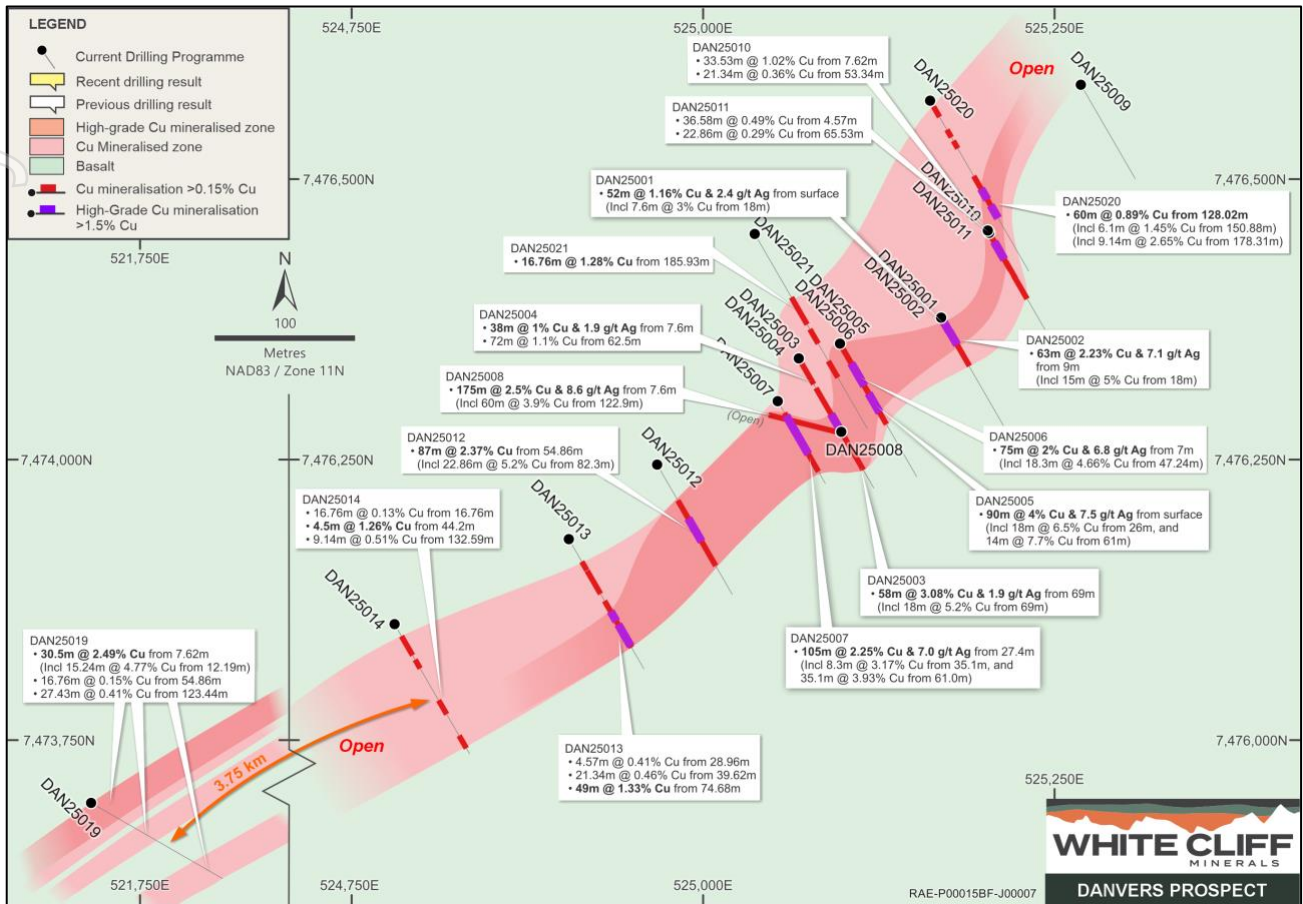 LEGEND
Current Drilling Programme
Recent drilling result
Previous drilling result
High-grade Cu mineralised zone
Cu Mineralised zone
Basalt
Cu mineralisation >0.15% Cu
High-Grade Cu mineralisation
>1.5% Cu
524,750E
525,000E
525,250E
521,750E
N
100
Metres
NAD83 / Zone 11N
7,476,500N
7,476,500N
7,474,000N
7,476,250N
7,476,250N
7,473,750N
7,476,000N
DAN25010
• 33.53m @ 1.02% Cu from 7.62m
• 21.34m @ 0.36% Cu from 53.34m
DAN25011
• 36.58m @ 0.49% Cu from 4.57m
• 22.86m @ 0.29% Cu from 65.53m
DAN25001
• 52m @ 1.16% Cu & 2.4 g/t Ag from surface
(Incl 7.6m @ 3% Cu from 18m)
DAN25021
• 16.76m @ 1.28% Cu from 185.93m
DAN25004
• 38m @ 1% Cu & 1.9 g/t Ag from 7.6m
• 72m @ 1.1% Cu from 62.5m
DAN25008
• 175m @ 2.5% Cu & 8.6 g/t Ag from 7.6m
(Incl 60m @ 3.9% Cu from 122.9m)
DAN25012
• 87m @ 2.37% Cu from 54.86m
(Incl 22.86m @ 5.2% Cu from 82.3m)
DAN25014
• 16.76m @ 0.13% Cu from 16.76m
• 4.5m @ 1.26% Cu from 44.2m
• 9.14m @ 0.51% Cu from 132.59m
DAN25019
• 30.5m @ 2.49% Cu from 7.62m
(Incl 15.24m @ 4.77% Cu from 12.19m)
• 16.76m @ 0.15% Cu from 54.86m
• 27.43m @ 0.41% Cu from 123.44m
DAN25020
• 60m @ 0.89% Cu from 128.02m
(Incl 6.1m @ 1.45% Cu from 150.88m)
(Incl 9.14m @ 2.65% Cu from 178.31m)
DAN25002
• 63m @ 2.23% Cu & 7.1 g/t Ag
from 9m
(Incl 15m @ 5% Cu from 18m)
DAN25006
• 75m @ 2% Cu & 6.8 g/t Ag from 7m
(Incl 18.3m @ 4.66% Cu from 47.24m)
DAN25005
• 90m @ 4% Cu & 7.5 g/t Ag from surface
(Incl 18m @ 6.5% Cu from 26m, and
14m @ 7.7% Cu from 61m)
DAN25003
• 58m @ 3.08% Cu & 1.9 g/t Ag from 69m
(Incl 18m @ 5.2% Cu from 69m)
DAN25007
• 105m @ 2.25% Cu & 7.0 g/t Ag from 27.4m
(Incl 8.3m @ 3.17% Cu from 35.1m, and
35.1m @ 3.93% Cu from 61.0m)
DAN25013
• 4.57m @ 0.41% Cu from 28.96m
• 21.34m @ 0.46% Cu from 39.62m
• 49m @ 1.33% Cu from 74.68m
Open
DAN25009
DAN25020
DAN25010
DAN25011
DAN25001
DAN25002
DAN25021
DAN25005
DAN25006
DAN25003
DAN25004
DAN25007
(Open)
DAN25008
DAN25012
DAN25013
DAN25014
DAN25019
Open
3.75 km
521,750E
524,750E
525,000E
525,250E
RAE-P00015BF-J00007
WHITE CLIFF
MINERALS
DANVERS PROSPECT